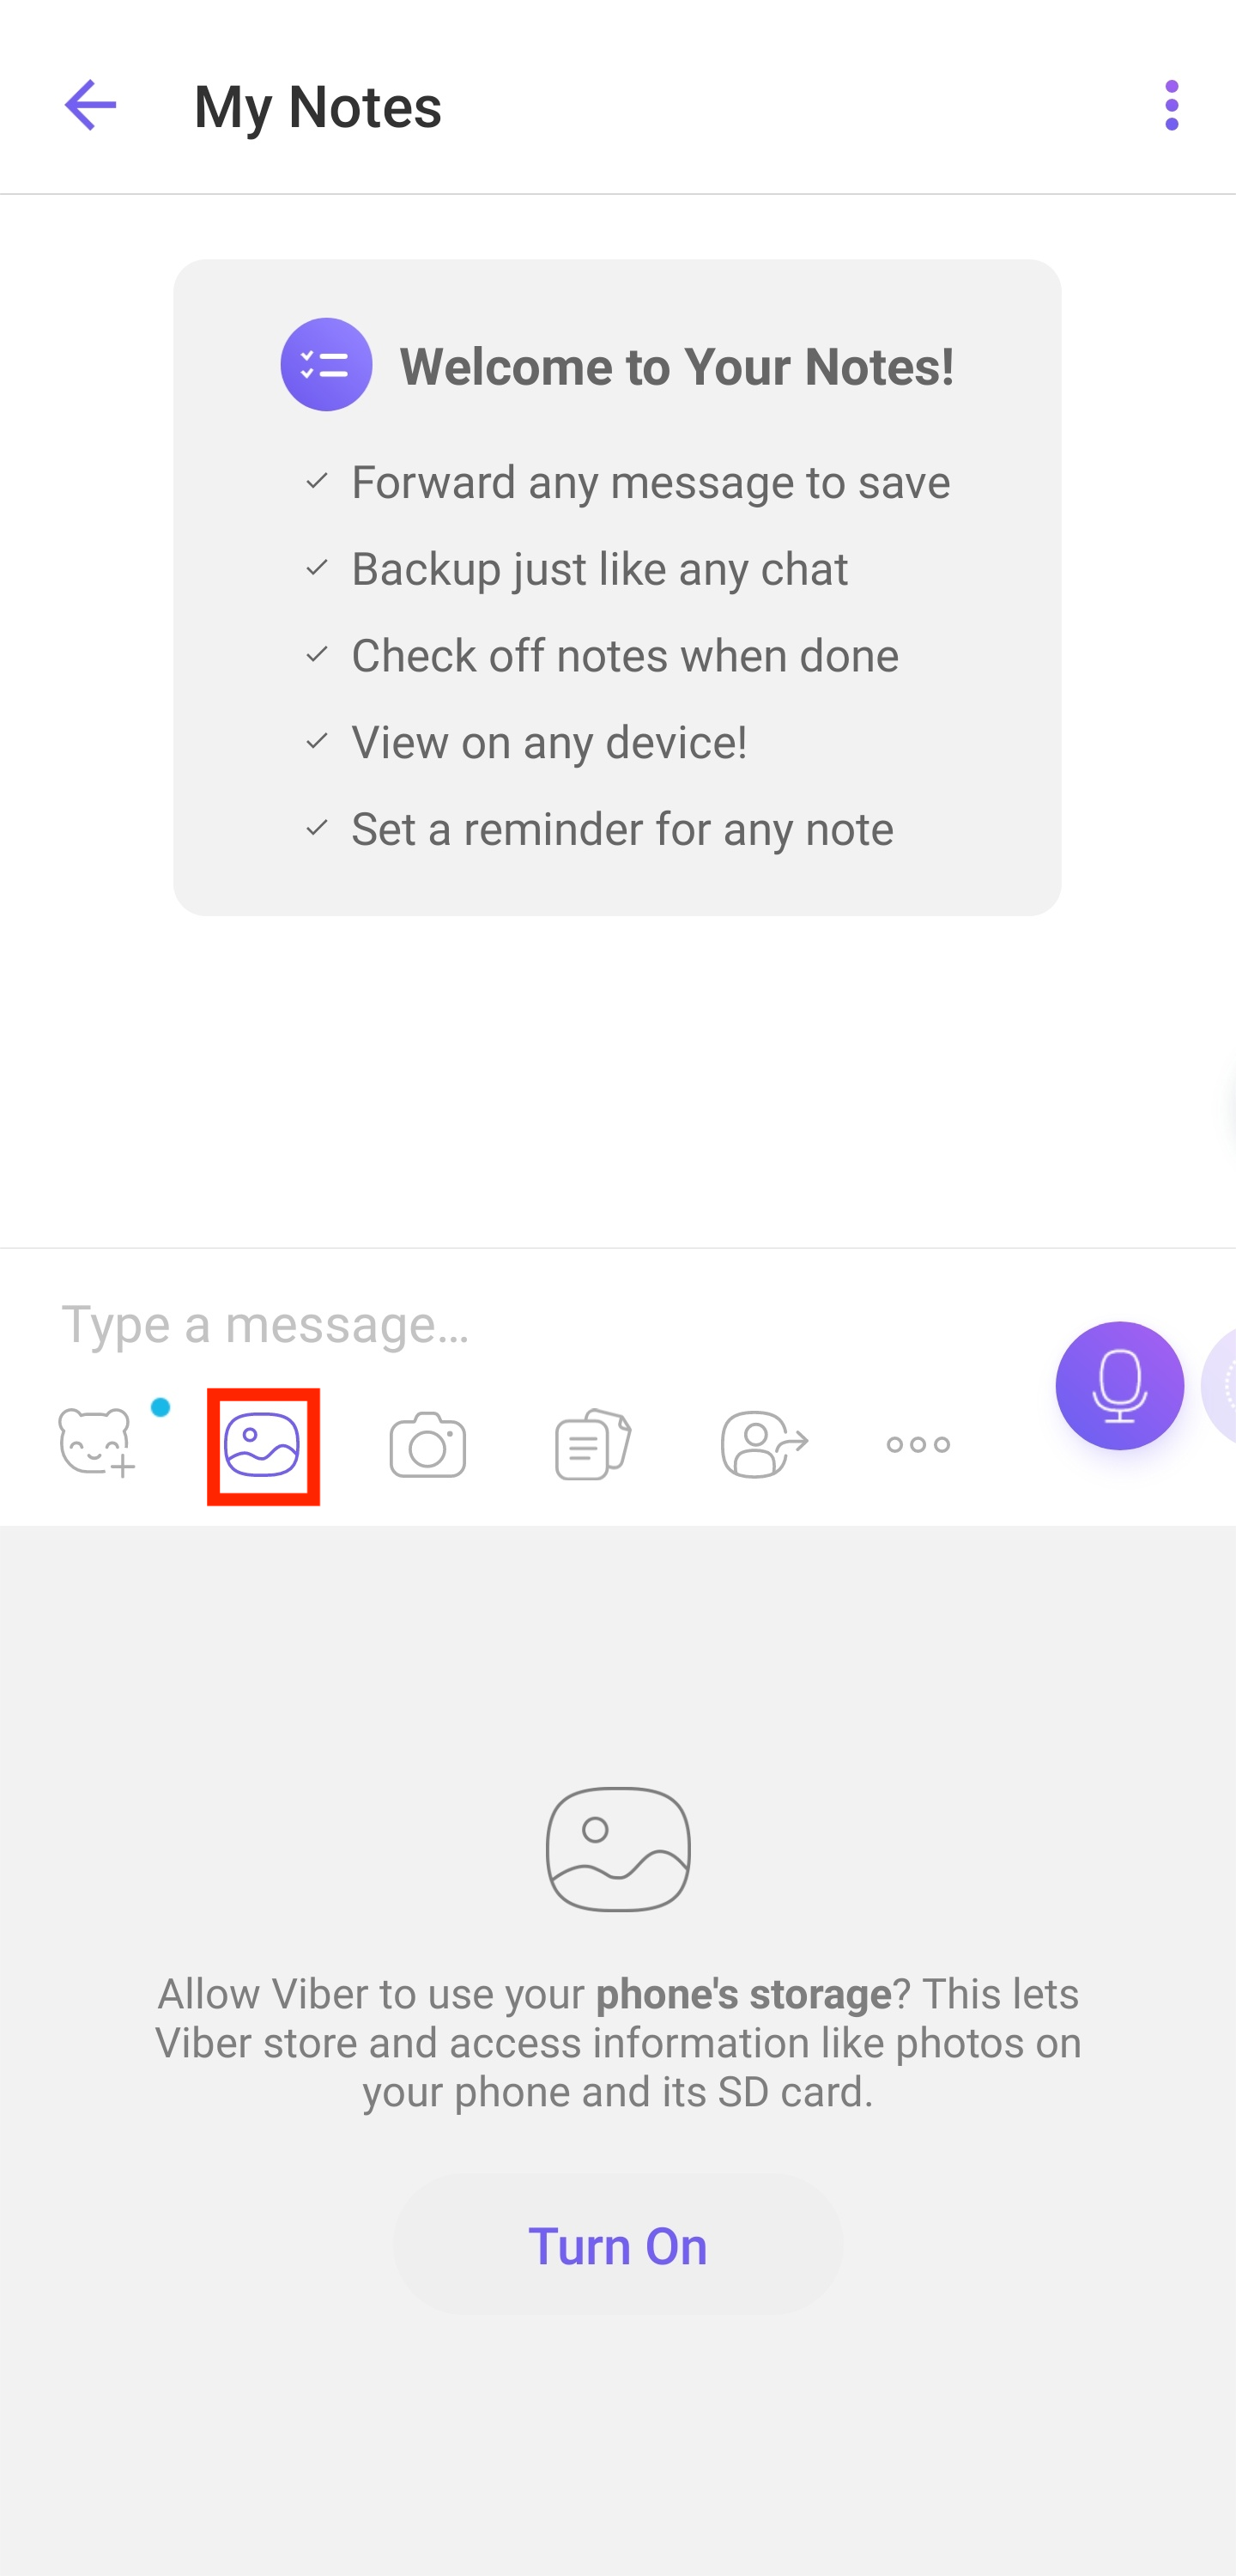 My Notes
Welcome to Your Notes!
Forward any message to save
Backup just like any chat
Check off notes when done
View on any device!
Set a reminder for any note
Type a message...
Allow Viber to use your phone's storage? This lets
Viber store and access information like photos on
your phone and its SD card.
Turn On